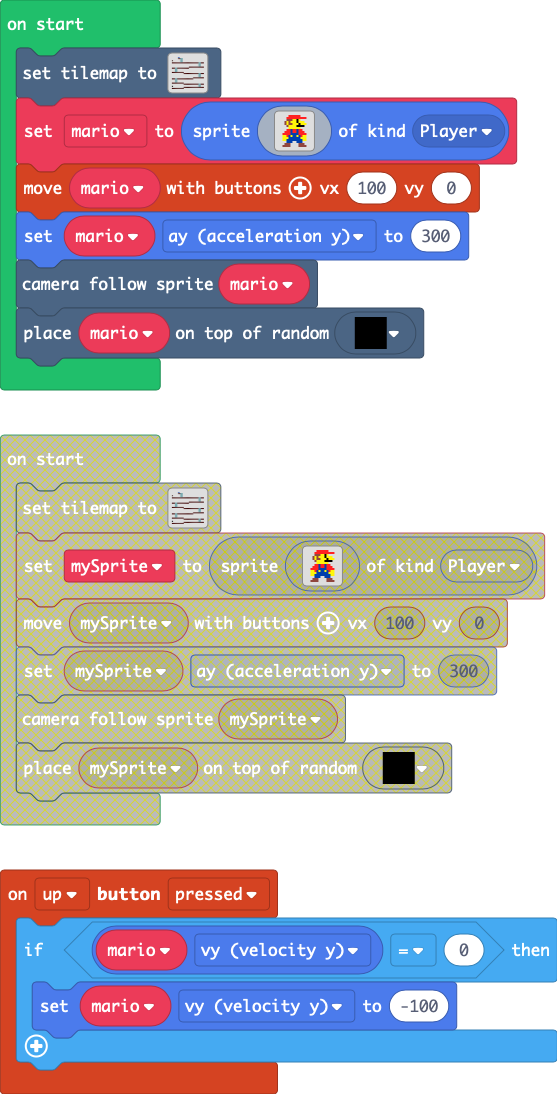 on start
set tilemap to
set mario to sprite of kind Player
move mario with buttons vx 100 vy 0
set mario ay (acceleration y) to 300
camera follow sprite mario
place mario on top of random
on start
set tilemap to
set mySprite to sprite of kind Player
move mySprite with buttons vx 100 vy 0
set mySprite ay (acceleration y) to 300
camera follow sprite mySprite
place mySprite on top of random
on up button pressed
if mario vy (velocity y) = 0 then
set mario vy (velocity y) to -100